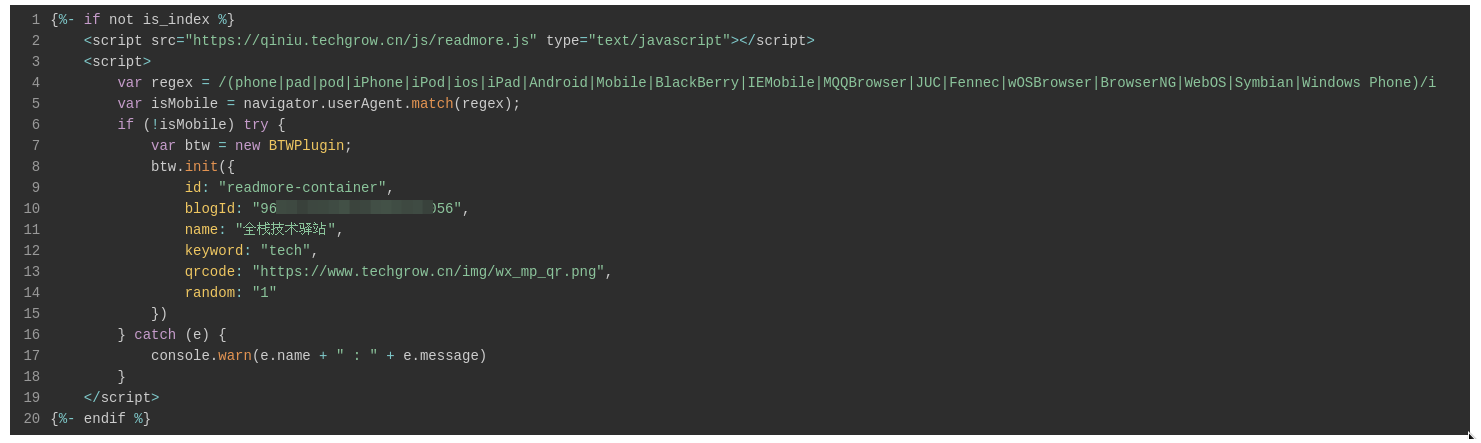 1 {%- if not is_index %}
2 <script src="https://qiniu.techgrow.cn/js/readmore.js" type="text/javascript"></script>
3 <script>
4 var regex = /(phone|pad|pod|iPhone|iPod|ios|iPad|Android|Mobile|BlackBerry|IEMobile|MQQBrowser|JUC|Fennec|wOSBrowser|BrowserNG|WebOS|Symbian|Windows Phone)/i
5 var isMobile = navigator.userAgent.match(regex);
6 if (!isMobile) try {
7 var btw = new BTWPlugin;
8 btw.init({
9 id: "readmore-container",
10 blogId: "96 056",
11 name: "全栈技术驿站",
12 keyword: "tech",
13 qrcode: "https://www.techgrow.cn/img/wx_mp_qr.png",
14 random: "1"
15 })
16 } catch (e) {
17 console.warn(e.name + " : " + e.message)
18 }
19 </script>
20 {%- endif %}